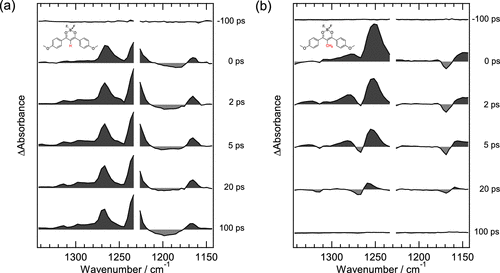 (a)
-100 ps
0 ps
2 ps
5 ps
20 ps
100 ps
ΔAbsorbance
1300 1250 1200 1150
Wavenumber / cm⁻¹
(b)
-100 ps
0 ps
2 ps
5 ps
20 ps
100 ps
ΔAbsorbance
CH₃
1300 1250 1200 1150
Wavenumber / cm⁻¹